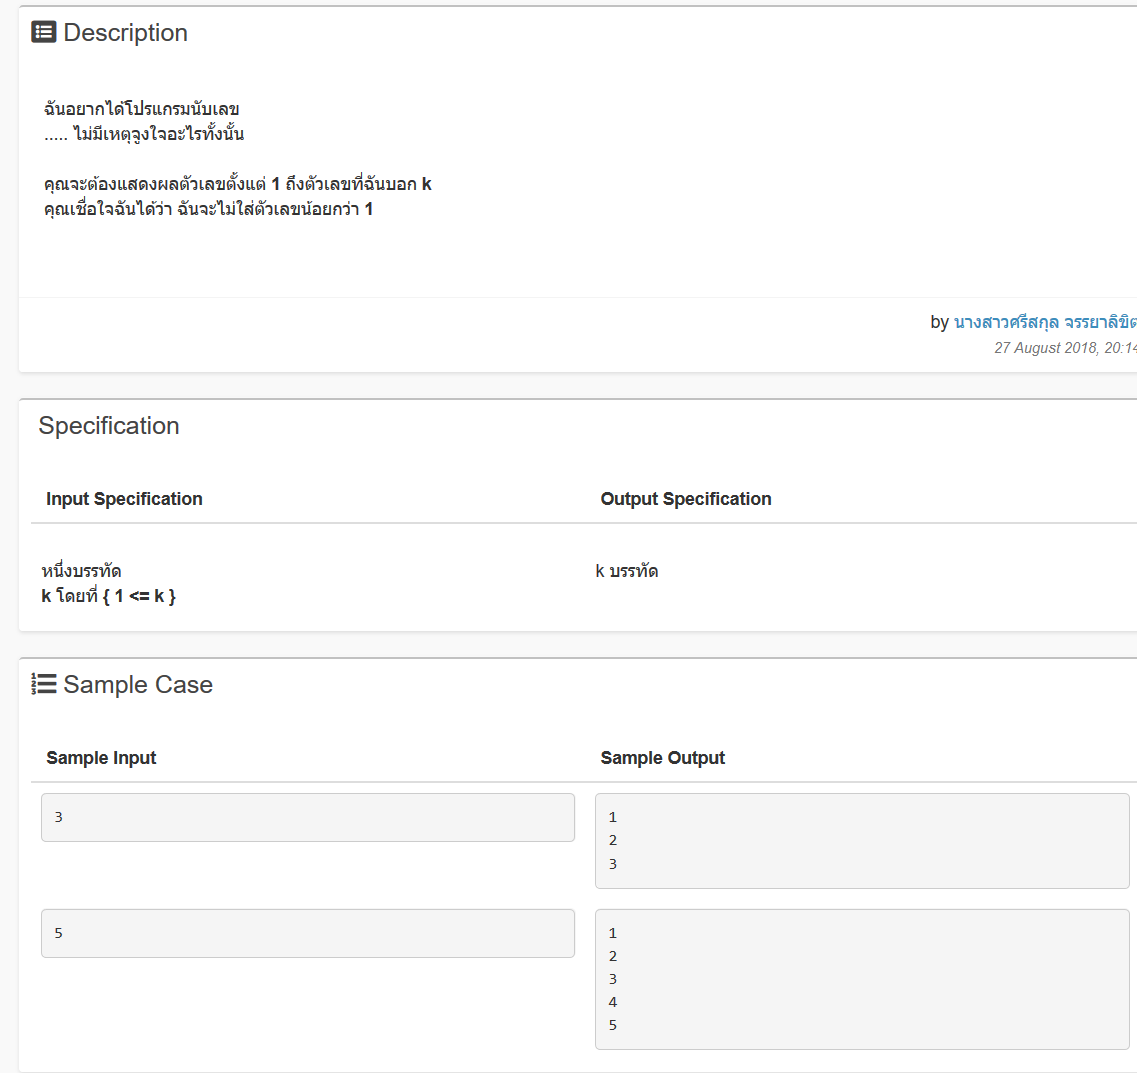 Description
ฉันอยากได้โปรแกรมนับเลข
..... ไม่มีเหตุจูงใจอะไรทั้งนั้น
คุณจะต้องแสดงผลตัวเลขตั้งแต่ 1 ถึงตัวเลขที่ฉันบอก k
คุณเชื่อใจฉันได้ว่า ฉันจะไม่ใส่ตัวเลขน้อยกว่า 1
by นางสาวศรีสกุล จรรยาลิขิต
27 August 2018, 20:14
Specification
Input Specification
Output Specification
หนึ่งบรรทัด
k โดยที่ { 1 <= k }
k บรรทัด
Sample Case
Sample Input
Sample Output
3
1
2
3
5
1
2
3
4
5